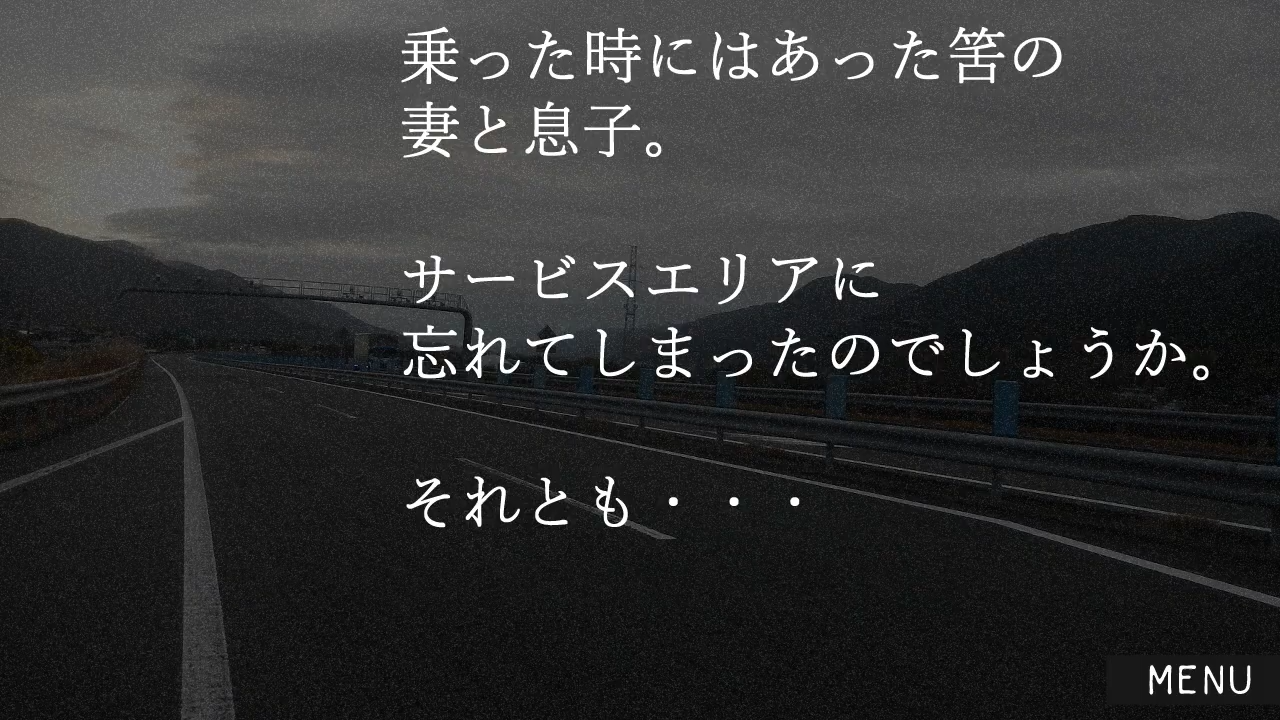 乗った時にはあった筈の
妻と息子。
サービスエリアに
忘れてしまったのでしょうか。
それとも・・・
MENU